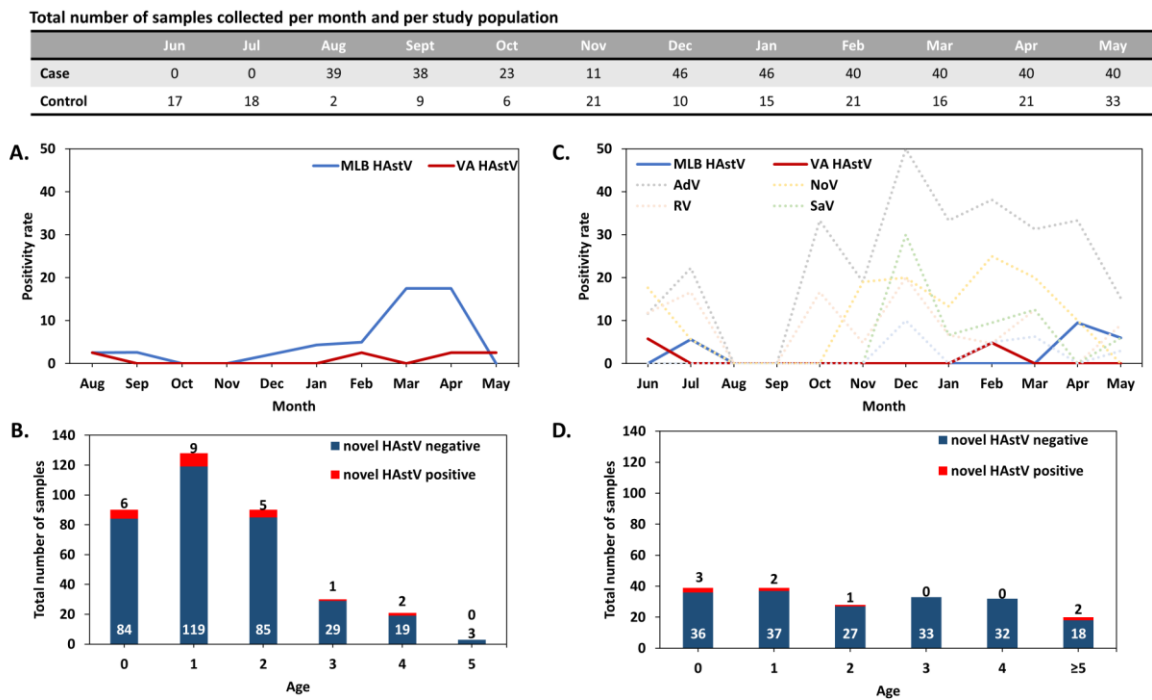 Total number of samples collected per month and per study population
Jun Jul Aug Sept Oct Nov Dec Jan Feb Mar Apr May
Case 0 0 39 38 23 11 46 46 40 40 40 40
Control 17 18 2 9 6 21 10 15 21 16 21 33
A.
MLB HAstV VA HAstV
Positivity rate
50
40
30
20
10
0
Aug Sep Oct Nov Dec Jan Feb Mar Apr May
Month
C.
MLB HAstV VA HAstV
AdV NoV
RV SaV
Positivity rate
50
40
30
20
10
0
Jun Jul Aug Sep Oct Nov Dec Jan Feb Mar Apr May
Month
B.
novel HAstV negative
novel HAstV positive
Total number of samples
140
120
100
80
60
40
20
0
6 9 5 1 2 0
84 119 85 29 19 3
0 1 2 3 4 5
Age
D.
novel HAstV negative
novel HAstV positive
Total number of samples
140
120
100
80
60
40
20
0
3 2 1 0 0 2
36 37 27 33 32 18
0 1 2 3 4 ≥5
Age